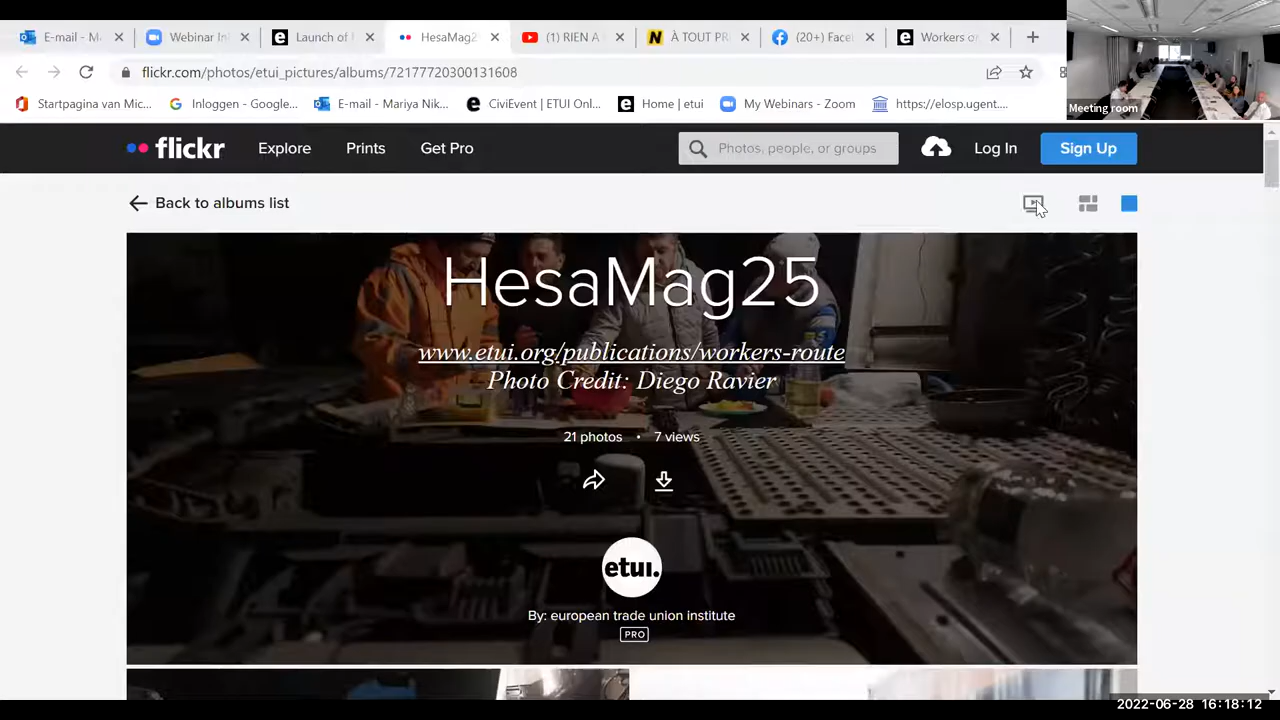 E-mail - M
Webinar In
Launch of
HesaMag2
(1) RIEN A
À TOUT PR
(20+) Face
Workers o
flickr.com/photos/etui_pictures/albums/72177720300131608
Startpagina van Mic...
Inloggen - Google...
E-mail - Mariya Nik...
CiviEvent | ETUI Onl...
Home | etui
My Webinars - Zoom
https://elosp.ugent....
Meeting room
flickr
Explore
Prints
Get Pro
Photos, people, or groups
Log In
Sign Up
Back to albums list
HesaMag25
www.etui.org/publications/workers-route
Photo Credit: Diego Ravier
21 photos • 7 views
etui.
By: european trade union institute
PRO
2022-06-28 16:18:12